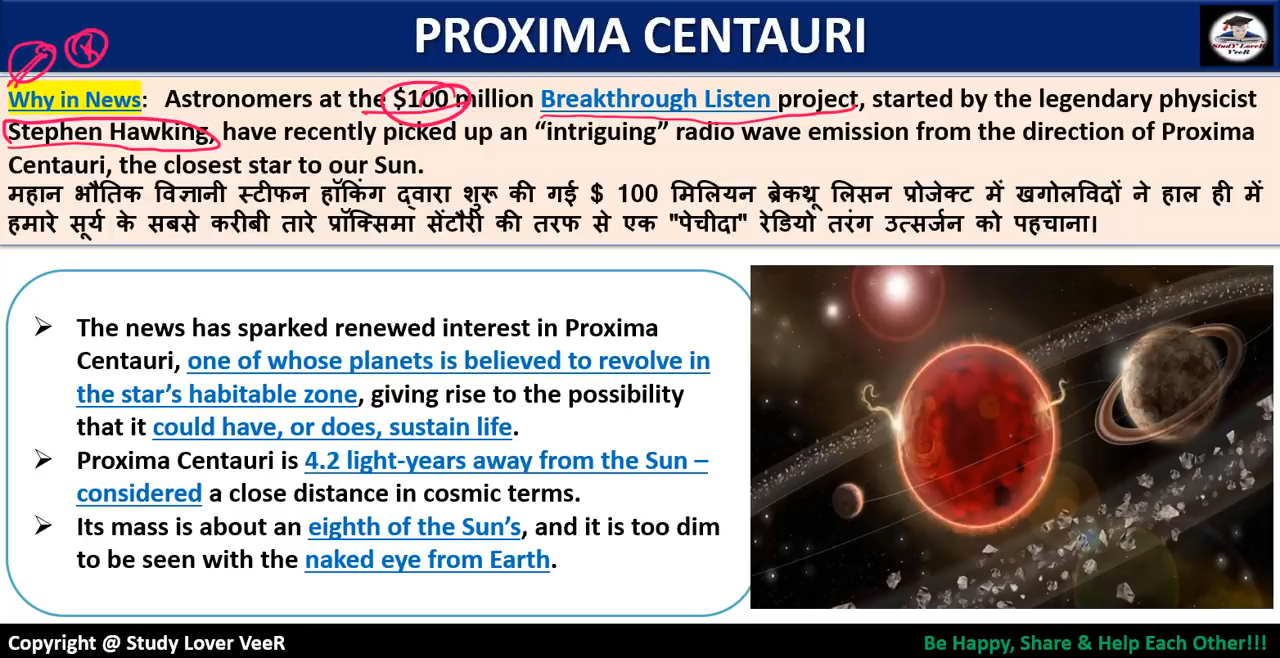 PROXIMA CENTAURI
StudY LoveR
VeeR
Why in News: Astronomers at the $100 million Breakthrough Listen project, started by the legendary physicist
Stephen Hawking, have recently picked up an “intriguing” radio wave emission from the direction of Proxima
Centauri, the closest star to our Sun.
महान भौतिक विज्ञानी स्टीफन हॉकिंग द्वारा शुरू की गई $ 100 मिलियन ब्रेकथ्रू लिसन प्रोजेक्ट में खगोलविदों ने हाल ही में
हमारे सूर्य के सबसे करीबी तारे प्रॉक्सिमा सेंटौरी की तरफ से एक "पेचीदा" रेडियो तरंग उत्सर्जन को पहचाना।
➢ The news has sparked renewed interest in Proxima
Centauri, one of whose planets is believed to revolve in
the star’s habitable zone, giving rise to the possibility
that it could have, or does, sustain life.
➢ Proxima Centauri is 4.2 light-years away from the Sun –
considered a close distance in cosmic terms.
➢ Its mass is about an eighth of the Sun’s, and it is too dim
to be seen with the naked eye from Earth.
Copyright @ Study Lover VeeR
Be Happy, Share & Help Each Other!!!